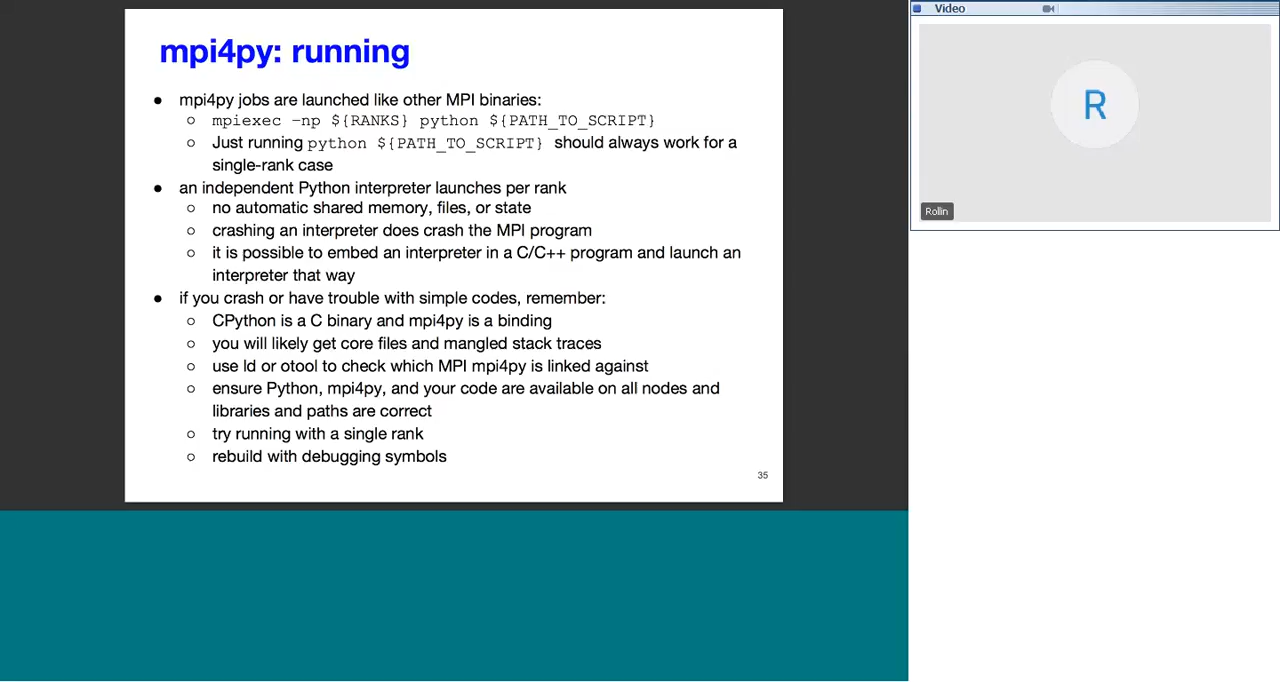 mpi4py: running
● mpi4py jobs are launched like other MPI binaries:
○ mpiexec –np ${RANKS} python ${PATH_TO_SCRIPT}
○ Just running python ${PATH_TO_SCRIPT} should always work for a
single-rank case
● an independent Python interpreter launches per rank
○ no automatic shared memory, files, or state
○ crashing an interpreter does crash the MPI program
○ it is possible to embed an interpreter in a C/C++ program and launch an
interpreter that way
● if you crash or have trouble with simple codes, remember:
○ CPython is a C binary and mpi4py is a binding
○ you will likely get core files and mangled stack traces
○ use ld or otool to check which MPI mpi4py is linked against
○ ensure Python, mpi4py, and your code are available on all nodes and
libraries and paths are correct
○ try running with a single rank
○ rebuild with debugging symbols
35
Video
R
Rolin